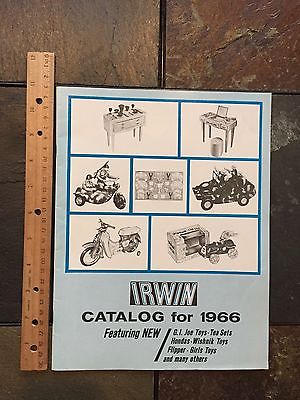 IRWIN
CATALOG for 1966
Featuring NEW
G.I. Joe Toys · Tea Sets
Hondas · Wishnik Toys
Flipper · Girls Toys
and many others